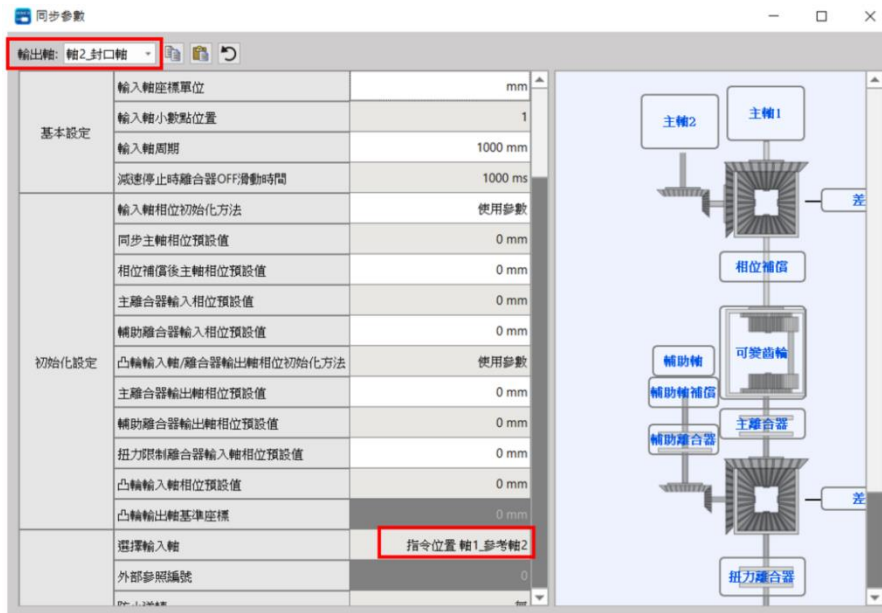 同步參數
輸出軸: 軸2_封口軸
基本設定
輸入軸座標單位 mm
輸入軸小數點位置 1
輸入軸周期 1000 mm
減速停止時離合器OFF滑動時間 1000 ms
初始化設定
輸入軸相位初始化方法 使用參數
同步主軸相位預設值 0 mm
相位補償後主軸相位預設值 0 mm
主離合器輸入相位預設值 0 mm
輔助離合器輸入相位預設值 0 mm
凸輪輸入軸/離合器輸出軸相位初始化方法 使用參數
主離合器輸出軸相位預設值 0 mm
輔助離合器輸出軸相位預設值 0 mm
扭力限制離合器輸入軸相位預設值 0 mm
凸輪輸入軸相位預設值 0 mm
凸輪輸出軸基準座標 0 mm
選擇輸入軸 指令位置 軸1_參考軸2
外部參照編號 0
主軸2
主軸1
差
相位補償
可變齒輪
輔助軸
輔助軸補償
主離合器
輔助離合器
差
扭力離合器